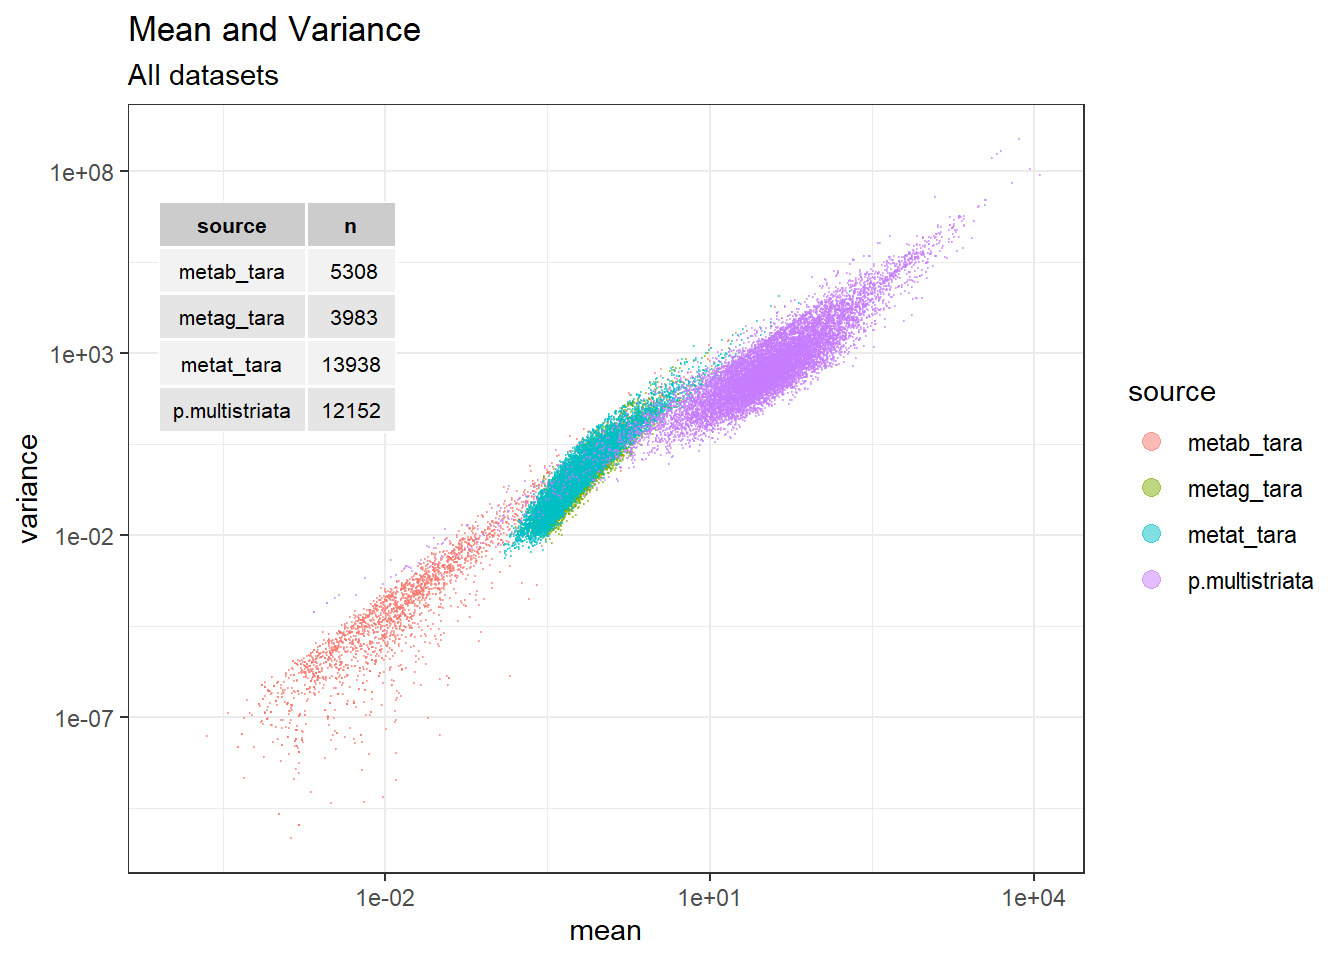 Mean and Variance
All datasets
1e+08
1e+03
1e-02
1e-07
variance
source n
metab_tara 5308
metag_tara 3983
metat_tara 13938
p.multistriata 12152
1e-02 1e+01 1e+04
mean
source
metab_tara
metag_tara
metat_tara
p.multistriata